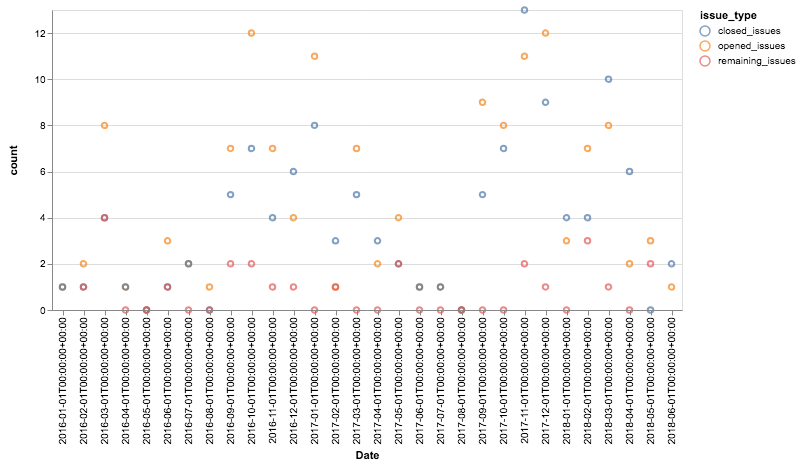 issue_type
closed_issues
opened_issues
remaining_issues
count
12
10
8
6
4
2
0
2016-01-01T00:00:00+00:00
2016-02-01T00:00:00+00:00
2016-03-01T00:00:00+00:00
2016-04-01T00:00:00+00:00
2016-05-01T00:00:00+00:00
2016-06-01T00:00:00+00:00
2016-07-01T00:00:00+00:00
2016-08-01T00:00:00+00:00
2016-09-01T00:00:00+00:00
2016-10-01T00:00:00+00:00
2016-11-01T00:00:00+00:00
2016-12-01T00:00:00+00:00
2017-01-01T00:00:00+00:00
2017-02-01T00:00:00+00:00
2017-03-01T00:00:00+00:00
2017-04-01T00:00:00+00:00
2017-05-01T00:00:00+00:00
2017-06-01T00:00:00+00:00
2017-07-01T00:00:00+00:00
2017-08-01T00:00:00+00:00
2017-09-01T00:00:00+00:00
2017-10-01T00:00:00+00:00
2017-11-01T00:00:00+00:00
2017-12-01T00:00:00+00:00
2018-01-01T00:00:00+00:00
2018-02-01T00:00:00+00:00
2018-03-01T00:00:00+00:00
2018-04-01T00:00:00+00:00
2018-05-01T00:00:00+00:00
2018-06-01T00:00:00+00:00
Date